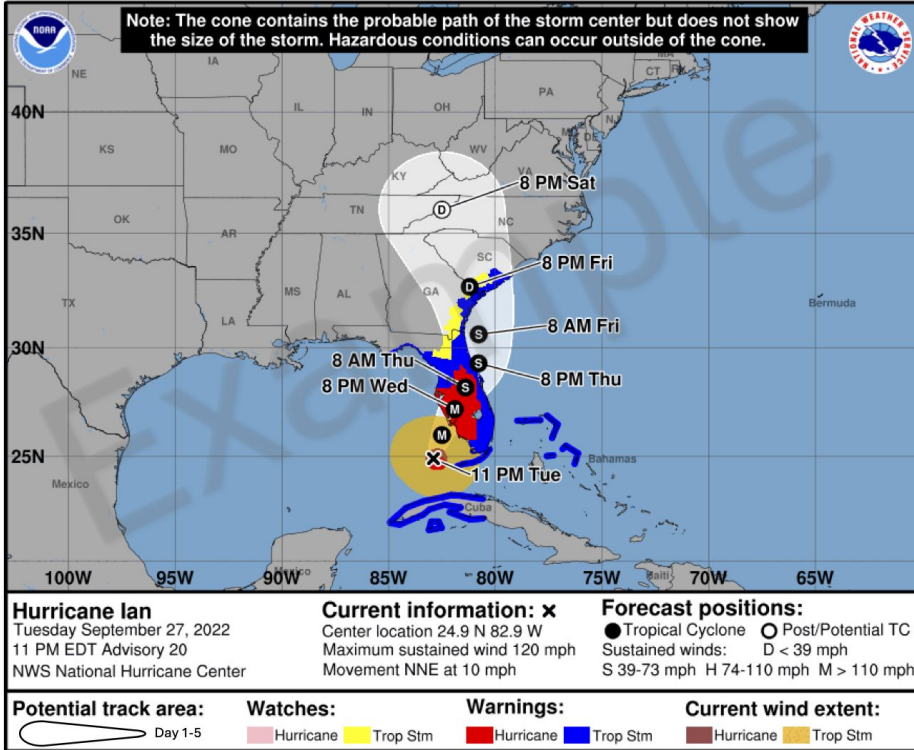 Note: The cone contains the probable path of the storm center but does not show
the size of the storm. Hazardous conditions can occur outside of the cone.
NOAA
NATIONAL WEATHER SERVICE
NE
IA
IL
IN
OH
PA
MA
CT
NJ
DE
40N
KS
MO
KY
WV
VA
8 PM Sat
D
OK
TN
NC
35N
AR
SC
8 PM Fri
D
TX
MS
AL
GA
Bermuda
LA
S
8 AM Fri
30N
8 AM Thu
S
S
8 PM Thu
8 PM Wed
M
M
25N
11 PM Tue
Bahamas
Mexico
Cuba
Mexico
Haiti
100W
95W
90W
85W
80W
75W
70W
65W
Example
Hurricane Ian
Tuesday September 27, 2022
11 PM EDT Advisory 20
NWS National Hurricane Center
Current information: ×
Center location 24.9 N 82.9 W
Maximum sustained wind 120 mph
Movement NNE at 10 mph
Forecast positions:
Tropical Cyclone Post/Potential TC
Sustained winds: D < 39 mph
S 39-73 mph H 74-110 mph M > 110 mph
Potential track area:
Day 1-5
Watches:
Hurricane Trop Stm
Warnings:
Hurricane Trop Stm
Current wind extent:
Hurricane Trop Stm